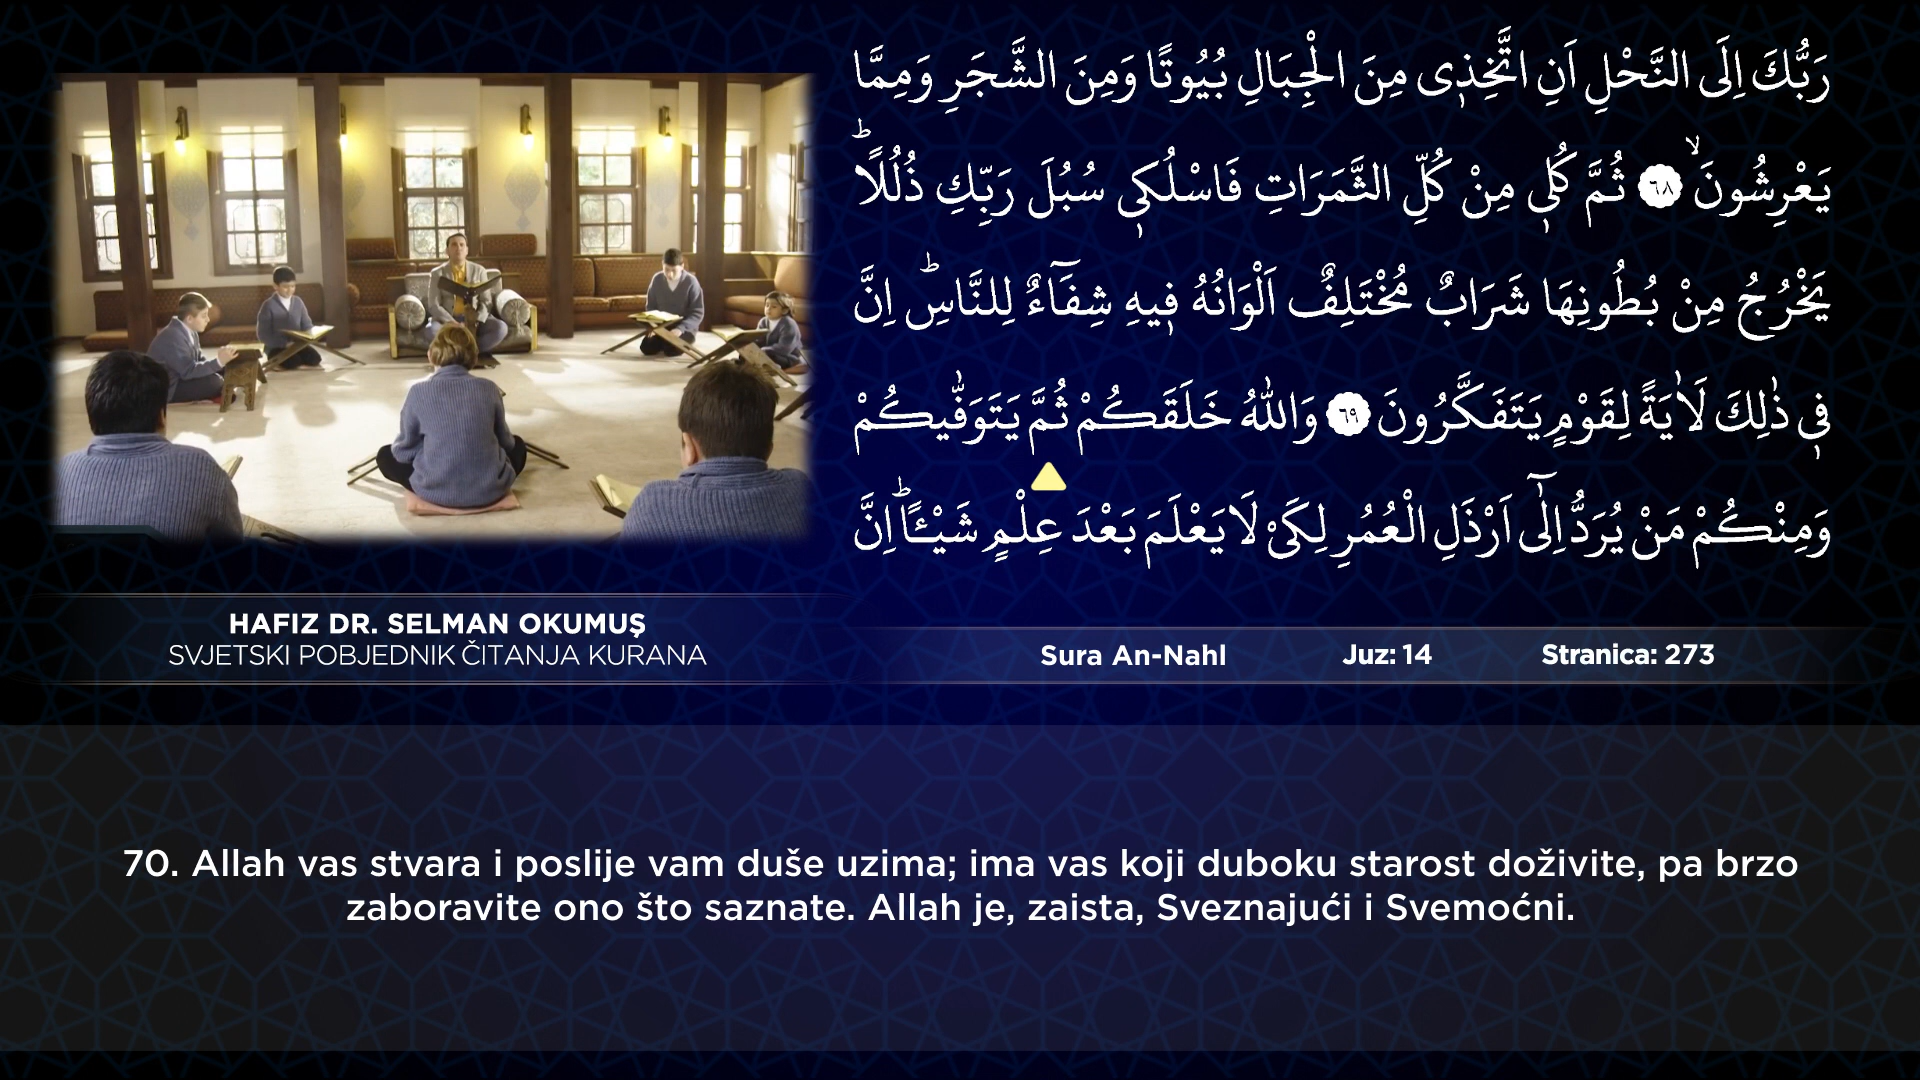 رَبُّكَ اِلَى النَّحْلِ اَنِ اتَّخِذٖى مِنَ الْجِبَالِ بُيُوتًا وَمِنَ الشَّجَرِ وَمِمَّا
يَعْرِشُونَۙ ﴿٦٨﴾ ثُمَّ كُلٖى مِنْ كُلِّ الثَّمَرَاتِ فَاسْلُكٖى سُبُلَ رَبِّكِ ذُلُلًاؕ
يَخْرُجُ مِنْ بُطُونِهَا شَرَابٌ مُخْتَلِفٌ اَلْوَانُهُ فٖيهِ شِفَٓاءٌ لِلنَّاسِؕ اِنَّ
فٖى ذٰلِكَ لَاٰيَةً لِقَوْمٍ يَتَفَكَّرُونَ ﴿٦٩﴾ وَاللّٰهُ خَلَقَكُمْ ثُمَّ يَتَوَفّٰيكُمْ
وَمِنْكُمْ مَنْ يُرَدُّ اِلٰٓى اَرْذَلِ الْعُمُرِ لِكَىْ لَا يَعْلَمَ بَعْدَ عِلْمٍ شَيْـًٔاؕ اِنَّ
HAFIZ DR. SELMAN OKUMUŞ
SVJETSKI POBJEDNIK ČITANJA KURANA
Sura An-Nahl Juz: 14 Stranica: 273
70. Allah vas stvara i poslije vam duše uzima; ima vas koji duboku starost doživite, pa brzo
zaboravite ono što saznate. Allah je, zaista, Sveznajući i Svemoćni.